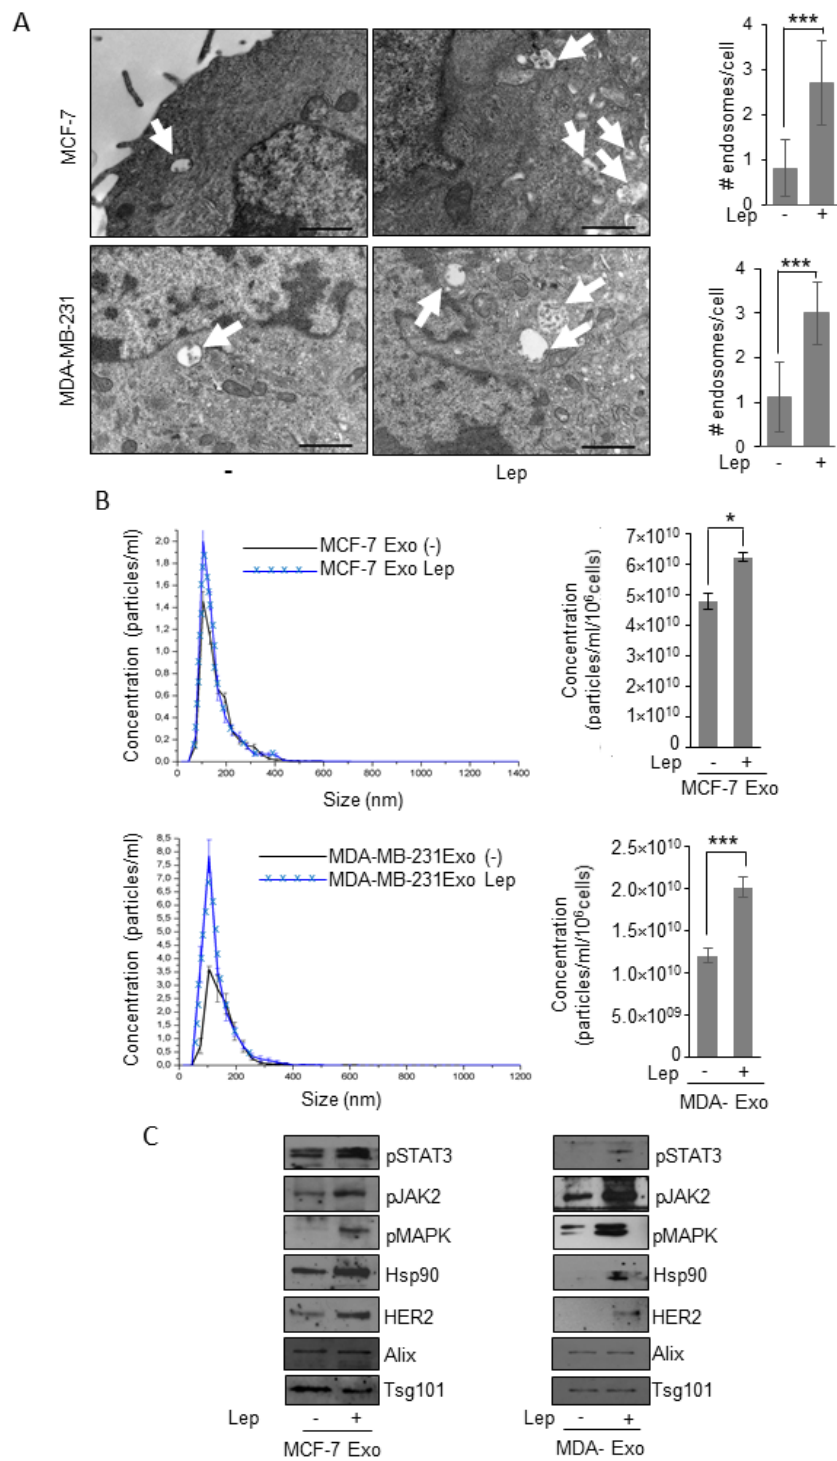 A
MCF-7
MDA-MB-231
-
Lep
# endosomes/cell
4
3
2
1
0
***
Lep - +
# endosomes/cell
4
3
2
1
0
***
Lep - +
B
Concentration (particles/ml)
2,0
1,8
1,6
1,4
1,2
1,0
0,8
0,6
0,4
0,2
0,0
0 200 400 600 800 1000 1200 1400
Size (nm)
MCF-7 Exo (-)
MCF-7 Exo Lep
Concentration
(particles/ml/10⁶cells)
7×10¹⁰
6×10¹⁰
5×10¹⁰
6×10¹⁰
3×10¹⁰
4×10¹⁰
1×10¹⁰
0
*
Lep - +
MCF-7 Exo
Concentration (particles/ml)
8,5
8,0
7,5
7,0
6,5
6,0
5,5
5,0
4,5
4,0
3,5
3,0
2,5
2,0
1,5
1,0
0,5
0,0
0 200 400 600 800 1000 1200
Size (nm)
MDA-MB-231Exo (-)
MDA-MB-231Exo Lep
Concentration
(particles/ml/10⁶cells)
2.5×10¹⁰
2.0×10¹⁰
1.5×10¹⁰
1.0×10¹⁰
5.0×10⁰⁹
0
***
Lep - +
MDA- Exo
C
pSTAT3
pJAK2
pMAPK
Hsp90
HER2
Alix
Tsg101
Lep - +
MCF-7 Exo
pSTAT3
pJAK2
pMAPK
Hsp90
HER2
Alix
Tsg101
Lep - +
MDA- Exo